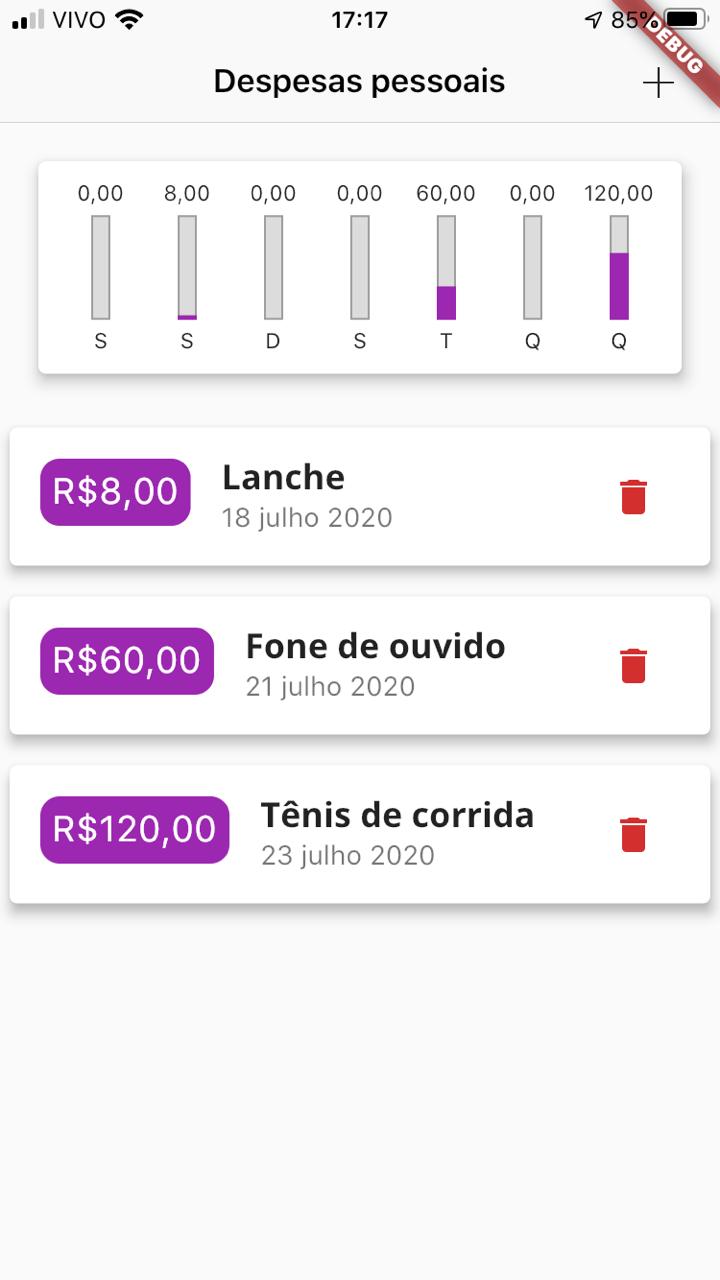 VIVO 17:17 85%
DEBUG
Despesas pessoais
0,00 8,00 0,00 0,00 60,00 0,00 120,00
S S D S T Q Q
R$8,00 Lanche
18 julho 2020
R$60,00 Fone de ouvido
21 julho 2020
R$120,00 Tênis de corrida
23 julho 2020